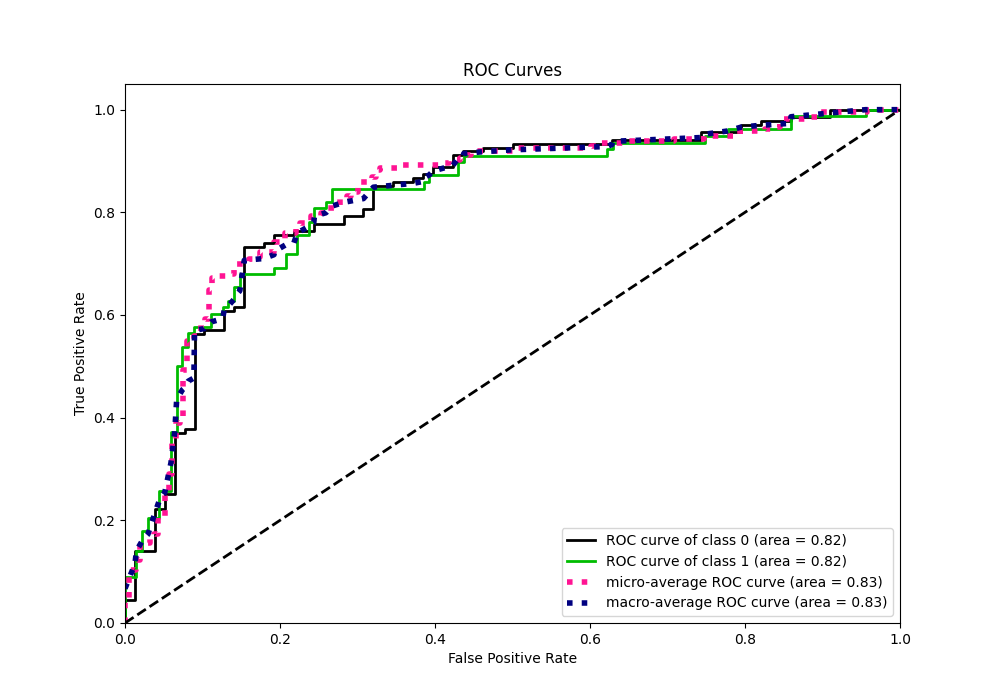 ROC Curves
1.0
0.8
0.6
0.4
0.2
0.0
True Positive Rate
ROC curve of class 0 (area = 0.82)
ROC curve of class 1 (area = 0.82)
micro-average ROC curve (area = 0.83)
macro-average ROC curve (area = 0.83)
0.0 0.2 0.4 0.6 0.8 1.0
False Positive Rate